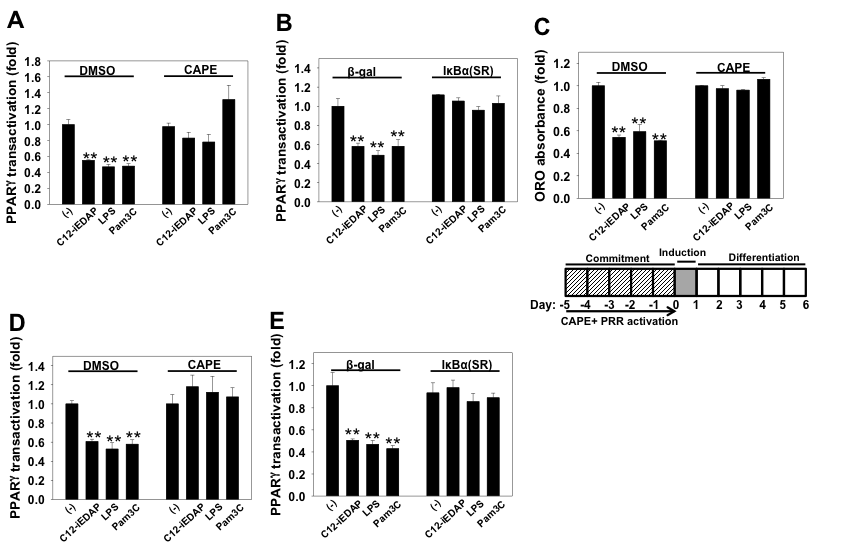 A
PPARγ transactivation (fold)
1.8
1.6
1.4
1.2
1.0
0.8
0.6
0.4
0.2
0.0
DMSO
CAPE
**
**
**
(-)
C12-iEDAP
LPS
Pam3C
(-)
C12-iEDAP
LPS
Pam3C
B
PPARγ transactivation (fold)
1.4
1.2
1.0
0.8
0.6
0.4
0.2
0.0
β-gal
IκBα(SR)
**
**
**
(-)
C12-iEDAP
LPS
Pam3C
(-)
C12-iEDAP
LPS
Pam3C
C
ORO absorbance (fold)
1.2
1.0
0.8
0.6
0.4
0.2
0.0
DMSO
CAPE
**
**
**
(-)
C12-iEDAP
LPS
Pam3C
(-)
C12-iEDAP
LPS
Pam3C
Commitment
Induction
Differentiation
Day: -5 -4 -3 -2 -1 0 1 2 3 4 5 6
CAPE+ PRR activation
D
PPARγ transactivation (fold)
1.4
1.2
1.0
0.8
0.6
0.4
0.2
0.0
DMSO
CAPE
**
**
**
(-)
C12-iEDAP
LPS
Pam3C
(-)
C12-iEDAP
LPS
Pam3C
E
PPARγ transactivation (fold)
1.2
1.0
0.8
0.6
0.4
0.2
0.0
β-gal
IκBα(SR)
**
**
**
(-)
C12-iEDAP
LPS
Pam3C
(-)
C12-iEDAP
LPS
Pam3C